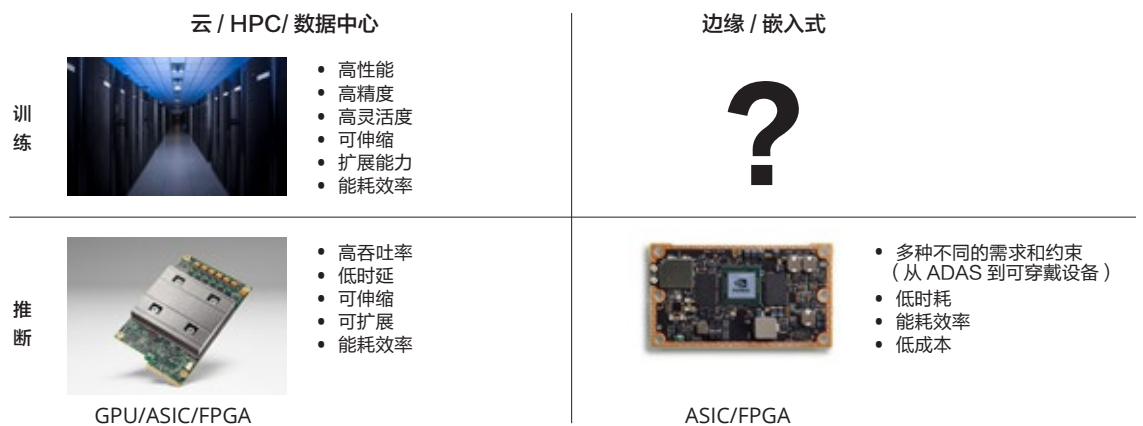 云 / HPC/ 数据中心
边缘 / 嵌入式
训
练
• 高性能
• 高精度
• 高灵活度
• 可伸缩
• 扩展能力
• 能耗效率
?
推
断
• 高吞吐率
• 低时延
• 可伸缩
• 可扩展
• 能耗效率
GPU/ASIC/FPGA
• 多种不同的需求和约束
（从 ADAS 到可穿戴设备）
• 低时耗
• 能耗效率
• 低成本
ASIC/FPGA